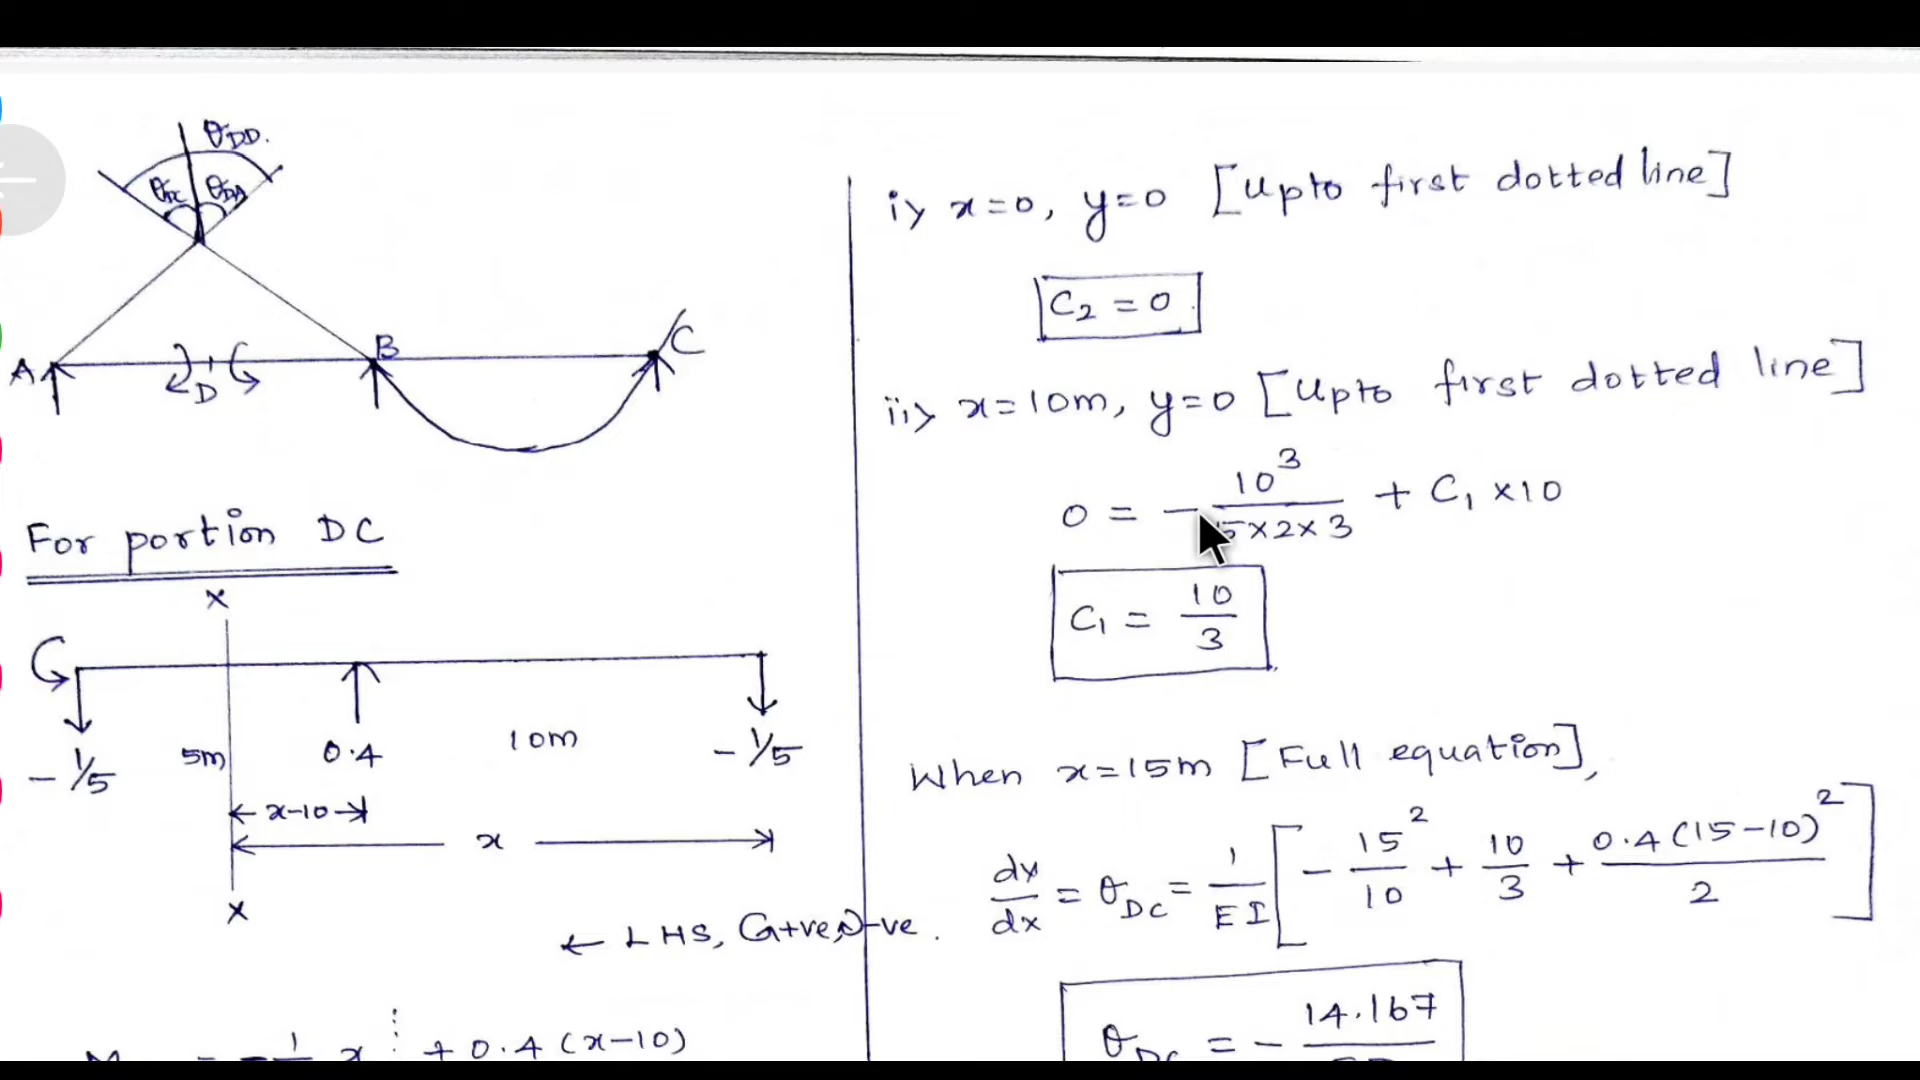 θDD.
θDC θDA
A D B C
For portion DC
x
- 1/5 5m 0.4 10m - 1/5
x-10
x
x
← LHS, +ve, -ve.
x + 0.4 (x-10)
i> x=0, y=0 [Upto first dotted line]
C2 = 0
ii> x=10m, y=0 [Upto first dotted line]
0 = - 10^3 / 5×2×3 + C1 ×10
C1 = 10/3
When x=15m [Full equation],
dy/dx = θDC = 1/EI [ - 15^2/10 + 10/3 + 0.4(15-10)^2/2 ]
θDC = - 14.167